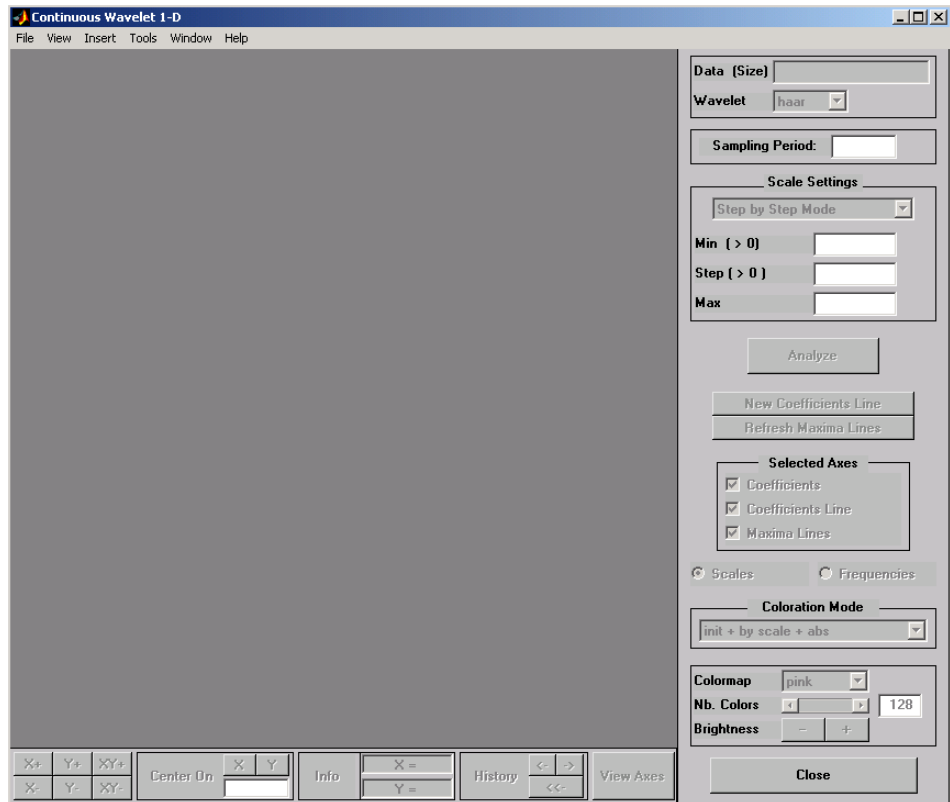 Continuous Wavelet 1-D
File View Insert Tools Window Help
Data (Size)
Wavelet haar
Sampling Period:
Scale Settings
Step by Step Mode
Min ( > 0)
Step ( > 0 )
Max
Analyze
New Coefficients Line
Refresh Maxima Lines
Selected Axes
Coefficients
Coefficients Line
Maxima Lines
Scales Frequencies
Coloration Mode
init + by scale + abs
Colormap pink
Nb. Colors 128
Brightness - +
X+ Y+ XY+ Center On X Y Info X = History <- -> View Axes
X- Y- XY- Y = <<-
Close